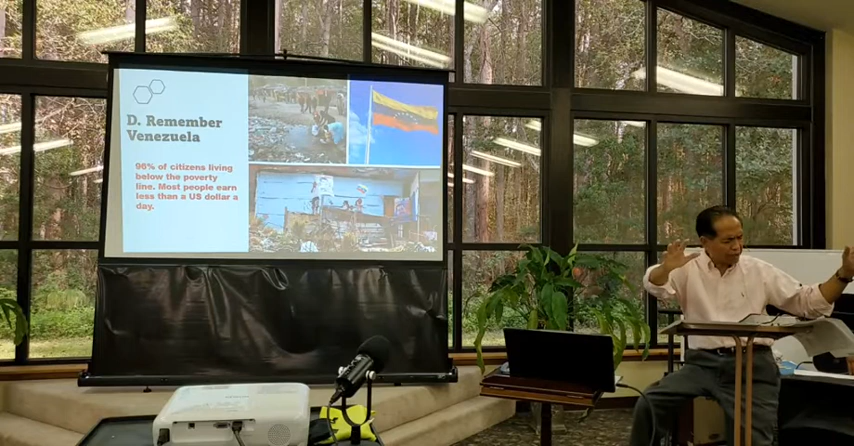 D. Remember
Venezuela
96% of citizens living
below the poverty
line. Most people earn
less than a US dollar a
day.